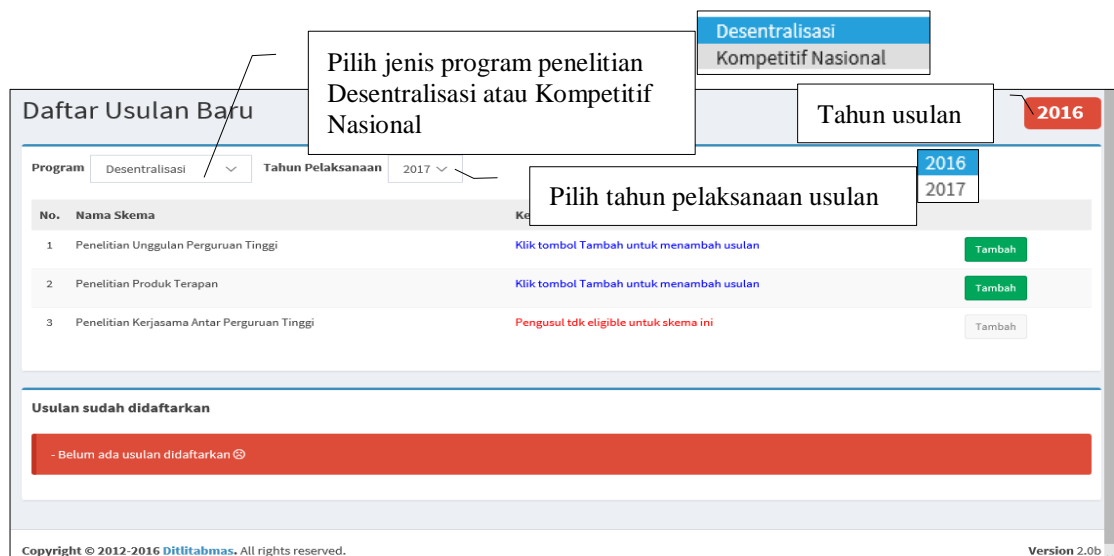 Desentralisasi
Kompetitif Nasional
Pilih jenis program penelitian
Desentralisasi atau Kompetitif
Nasional
Daftar Usulan Baru
Tahun usulan
2016
Program Desentralisasi Tahun Pelaksanaan 2017
2016
2017
Pilih tahun pelaksanaan usulan
No. Nama Skema Ke
1 Penelitian Unggulan Perguruan Tinggi Klik tombol Tambah untuk menambah usulan Tambah
2 Penelitian Produk Terapan Klik tombol Tambah untuk menambah usulan Tambah
3 Penelitian Kerjasama Antar Perguruan Tinggi Pengusul tdk eligible untuk skema ini Tambah
Usulan sudah didaftarkan
- Belum ada usulan didaftarkan ☹
Copyright © 2012-2016 Ditlitabmas. All rights reserved. Version 2.0b